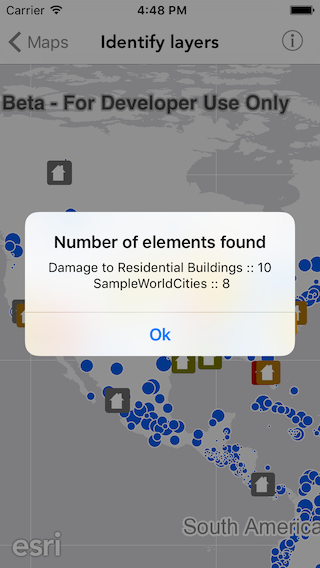 Carrier 4:48 PM
Maps Identify layers
Beta - For Developer Use Only
Number of elements found
Damage to Residential Buildings :: 10
SampleWorldCities :: 8
Ok
South America
esri